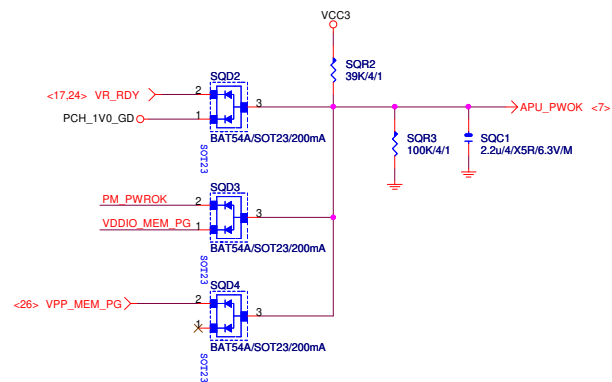 VCC3
SQR2
39K/4/1
SQD2
<17,24> VR_RDY 2
3
PCH_1V0_GD 1
APU_PWOK <7>
BAT54A/SOT23/200mA
SOT23
SQR3
100K/4/1
SQC1
2.2u/4/X5R/6.3V/M
SQD3
PM_PWROK 2
3
VDDIO_MEM_PG 1
BAT54A/SOT23/200mA
SOT23
SQD4
<26> VPP_MEM_PG 2
3
1
BAT54A/SOT23/200mA
SOT23